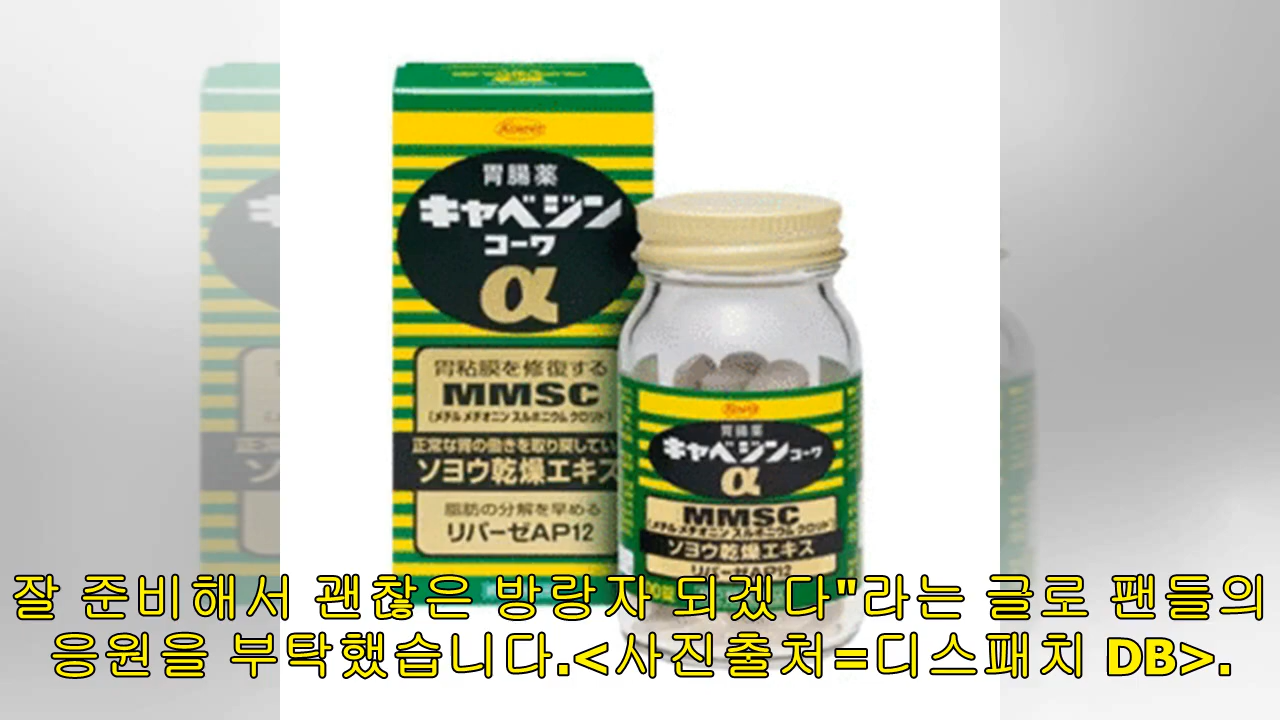 Kowa
胃腸薬
キャベジン
コーワ
α
胃粘膜を修復する
MMSC
(メチルメチオニンスルホニウムクロリド)
正常な胃の働きを取り戻してい
ソヨウ乾燥エキス
脂肪の分解を早める
リパーゼAP12
Kowa
胃腸薬
キャベジンコーワ
α
MMSC
(メチルメチオニンスルホニウムクロリド)
ソヨウ乾燥エキス
リパーゼAP12
잘 준비해서 괜찮은 방랑자 되겠다"라는 글로 팬들의
응원을 부탁했습니다.<사진출처=디스패치 DB>.